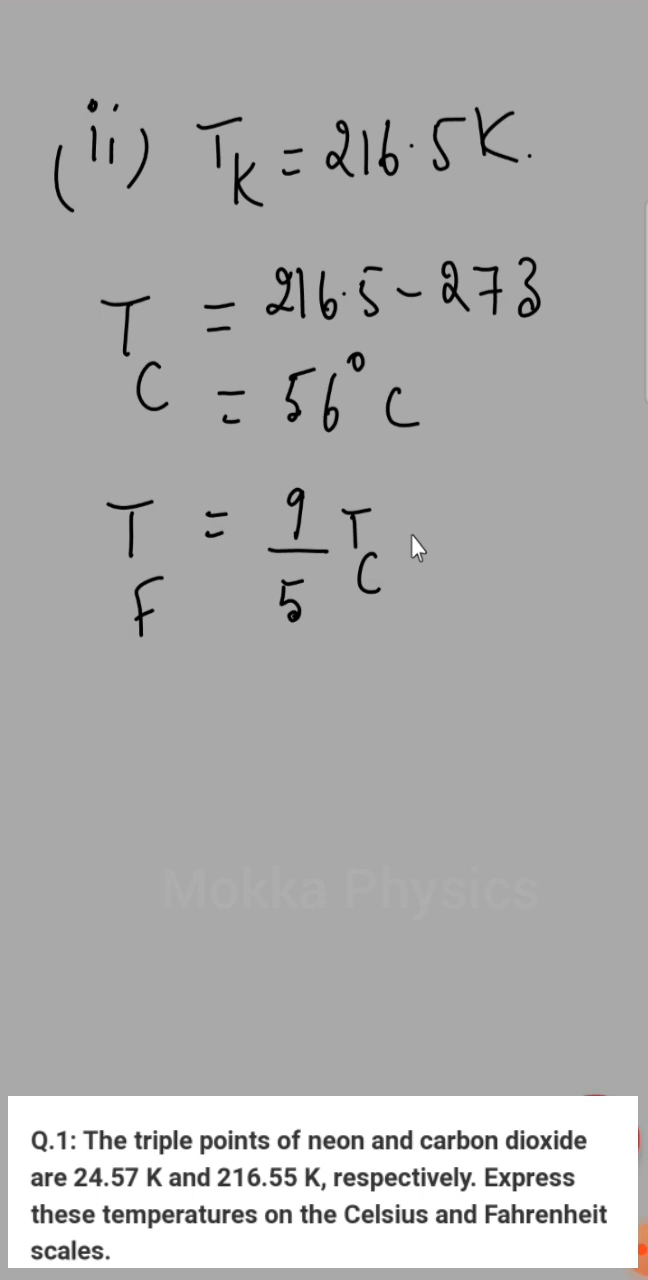 (ii) T_K = 216.5K.
T_C = 216.5 - 273
= 56°C
T_F = 9/5 T_C
Mokka Physics
Q.1: The triple points of neon and carbon dioxide
are 24.57 K and 216.55 K, respectively. Express
these temperatures on the Celsius and Fahrenheit
scales.